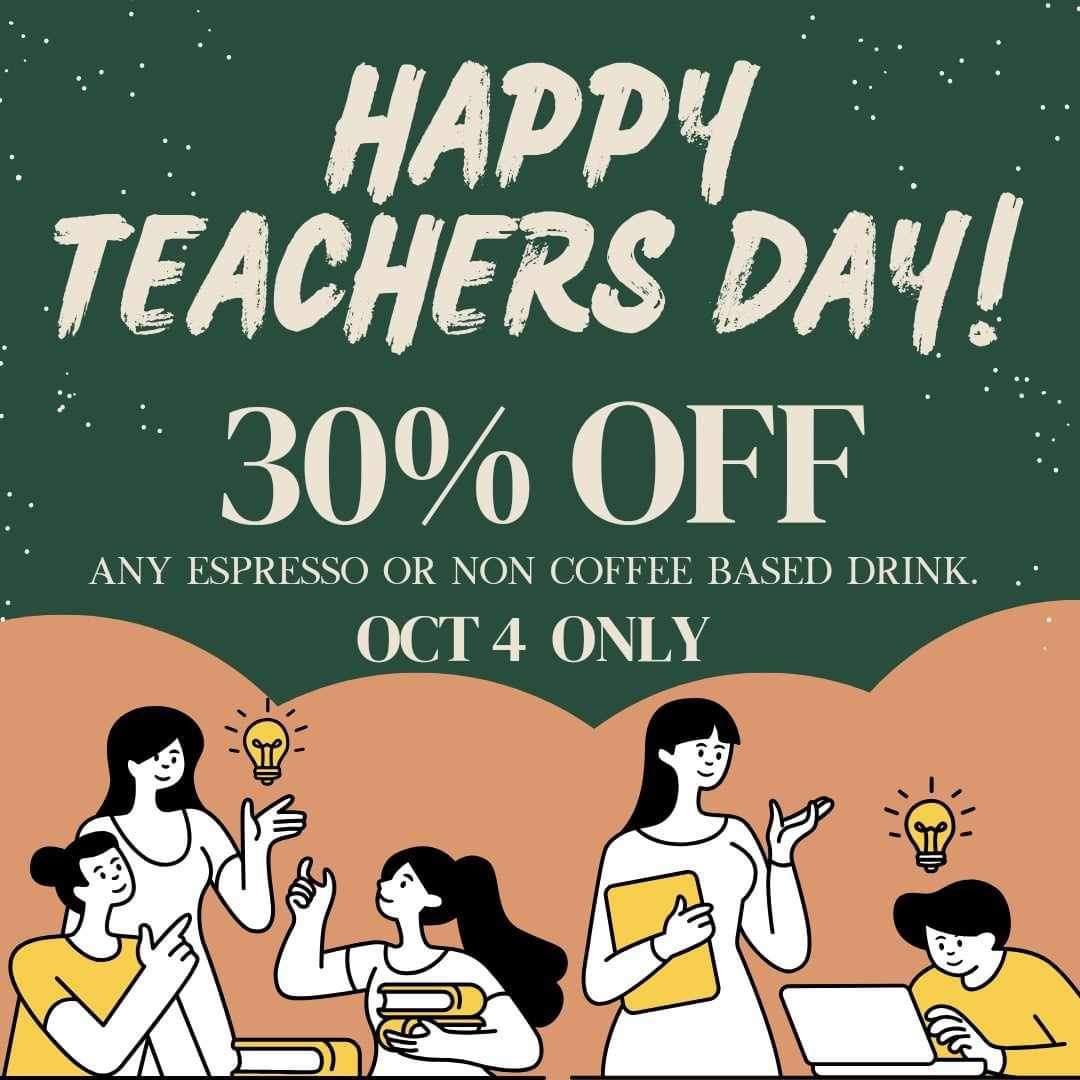 HAPPY
TEACHERS DAY!
30% OFF
ANY ESPRESSO OR NON COFFEE BASED DRINK.
OCT 4 ONLY